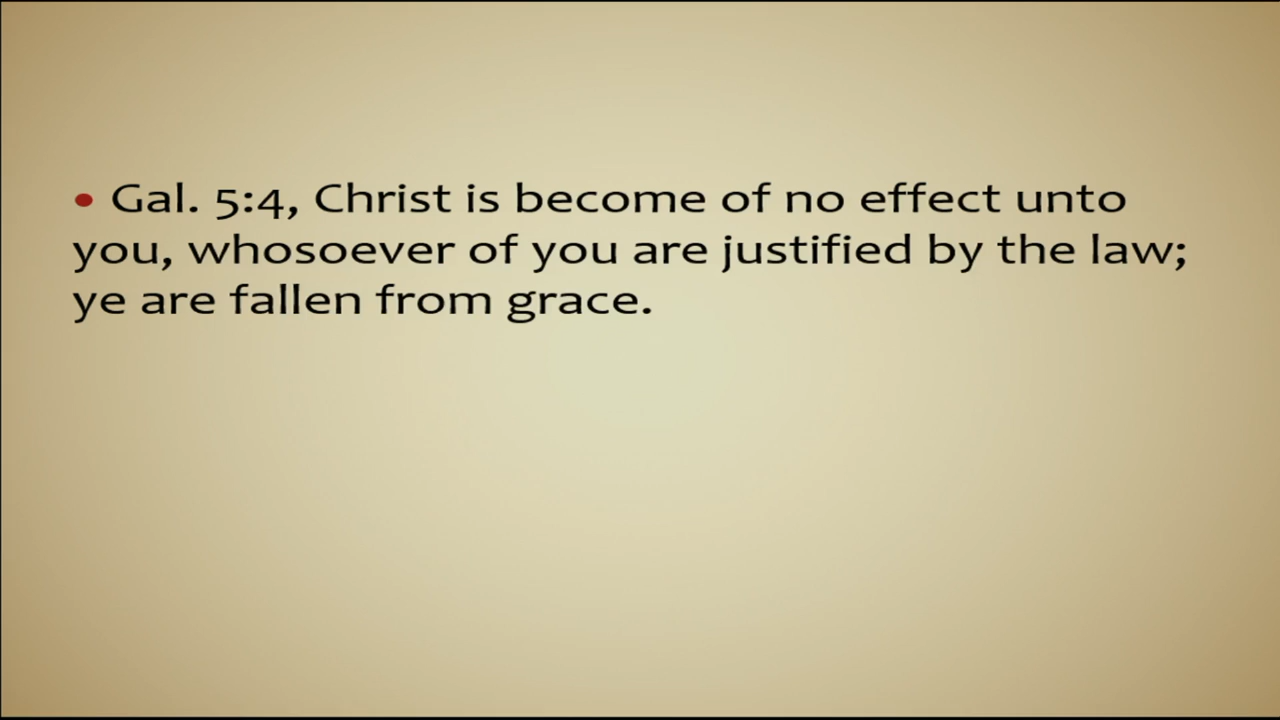 • Gal. 5:4, Christ is become of no effect unto
you, whosoever of you are justified by the law;
ye are fallen from grace.